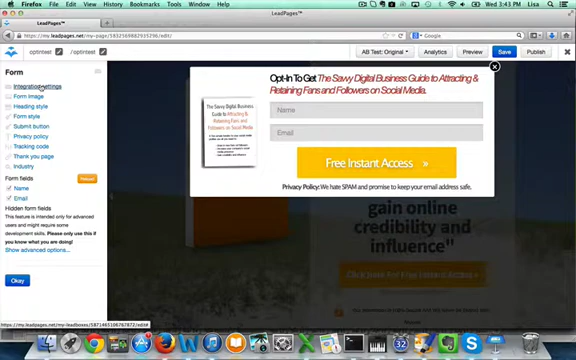 Firefox File Edit View History Bookmarks Tools Window Help
Wed 3:43 PM Lisa
LeadPages™
LeadPages™
Google
optintest
/optintest
AB Test: Original
Analytics
Preview
Save
Publish
Form
Integration settings
Form Image
Heading style
Form style
Submit button
Privacy policy
Tracking code
Thank you page
Industry
Form fields
Name
Email
Hidden form fields
This feature is intended only for advanced
users and might require some
development skills. Please only use this if
you know what you are doing!
Show advanced options...
Okay
Opt-In To Get The Savvy Digital Business Guide to Attracting &
Retaining Fans and Followers on Social Media.
The Savvy Digital Business
Guide to Attracting &
Retaining Fans and
Followers on Social Media
Name
Email
Free Instant Access »
Privacy Policy: We hate SPAM and promise to keep your email address safe.
gain online
credibility and
influence"
Click Here For Free Instant Access »